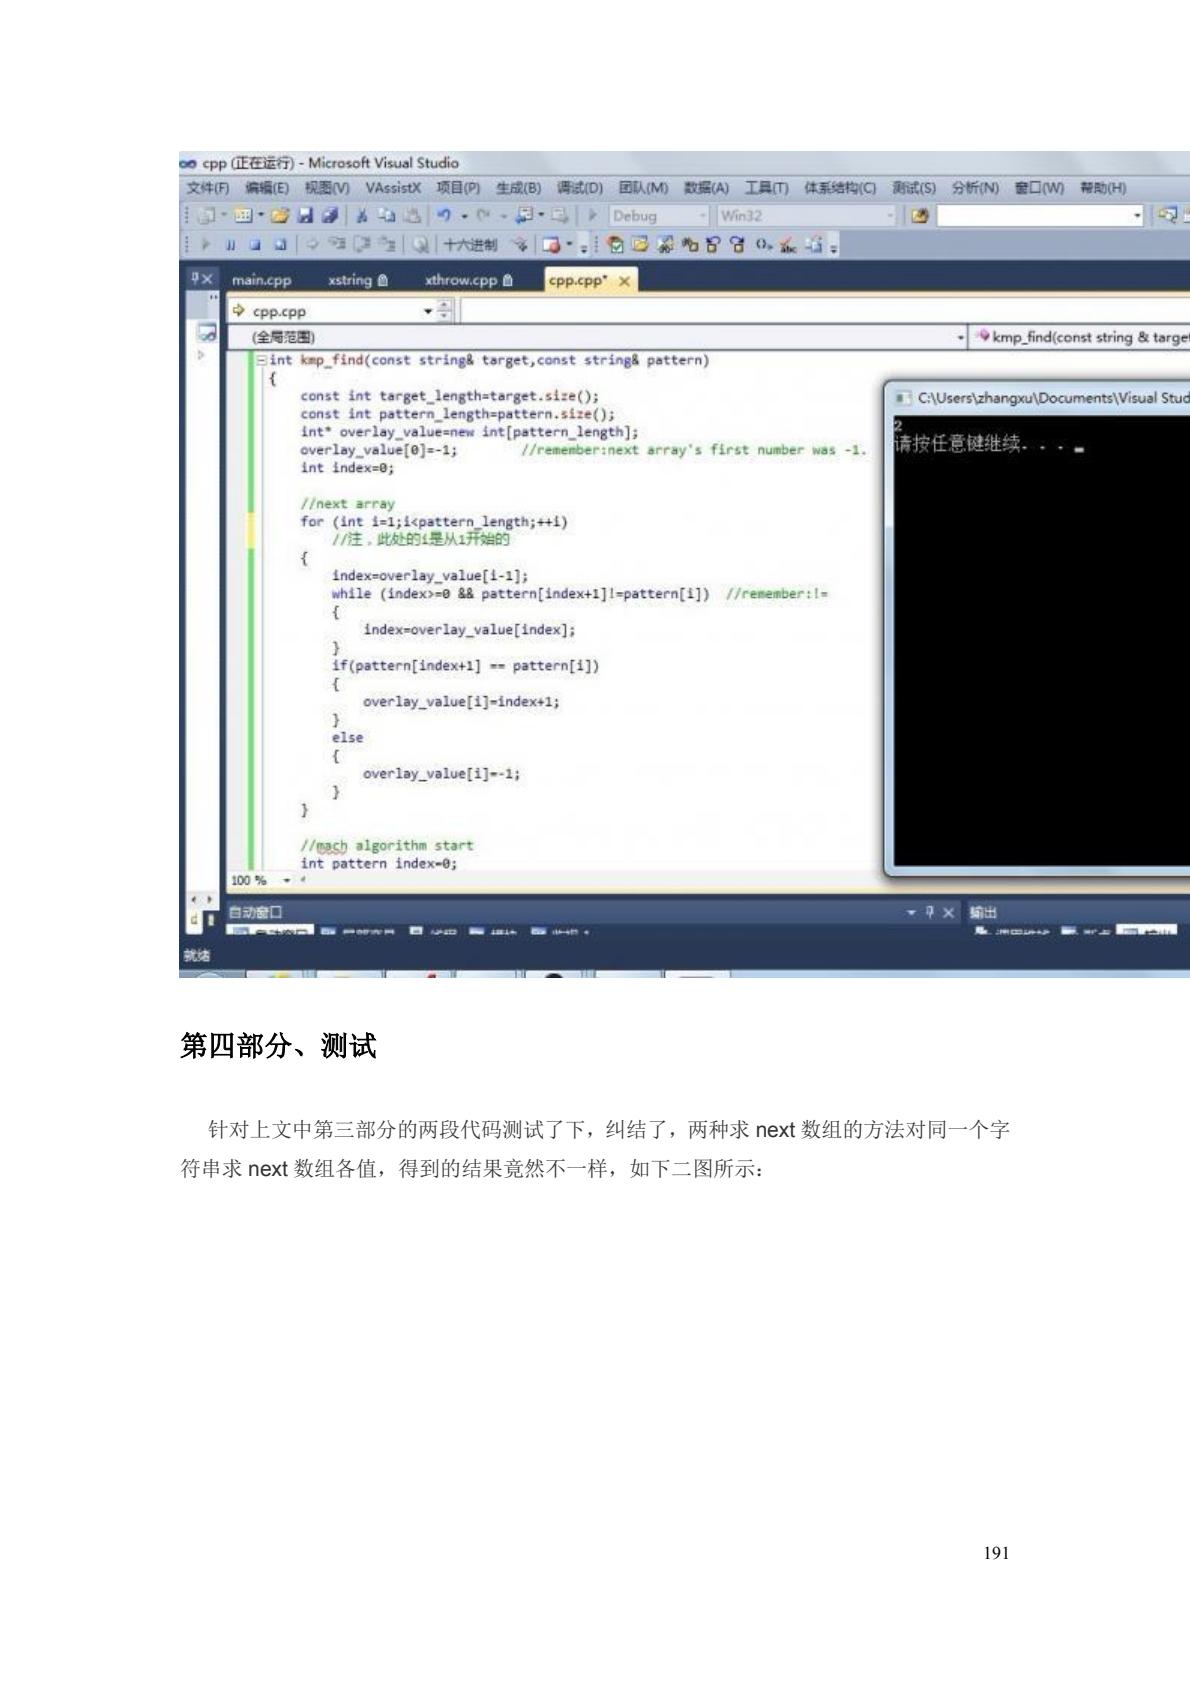 cpp (正在运行) - Microsoft Visual Studio
文件(F) 编辑(E) 视图(V) VAssistX 项目(P) 生成(B) 调试(D) 团队(M) 数据(A) 工具(T) 体系结构(C) 测试(S) 分析(N) 窗口(W) 帮助(H)
Debug Win32
十六进制
main.cpp xstring xthrow.cpp cpp.cpp*
cpp.cpp
(全局范围) kmp_find(const string & target
int kmp_find(const string& target,const string& pattern)
{
const int target_length=target.size();
const int pattern_length=pattern.size();
int* overlay_value=new int[pattern_length];
overlay_value[0]=-1; //remember:next array's first number was -1.
int index=0;
//next array
for (int i=1;i<pattern_length;++i)
//注，此处的i是从1开始的
{
index=overlay_value[i-1];
while (index>=0 && pattern[index+1]!=pattern[i]) //remember:!=
{
index=overlay_value[index];
}
if(pattern[index+1] == pattern[i])
{
overlay_value[i]=index+1;
}
else
{
overlay_value[i]=-1;
}
}
//mach algorithm start
int pattern_index=0;
100 %
C:\Users\zhangxu\Documents\Visual Stud
2
请按任意键继续. . .
自动窗口 输出
就绪
第四部分、测试
针对上文中第三部分的两段代码测试了下，纠结了，两种求 next 数组的方法对同一个字
符串求 next 数组各值，得到的结果竟然不一样，如下二图所示：
191